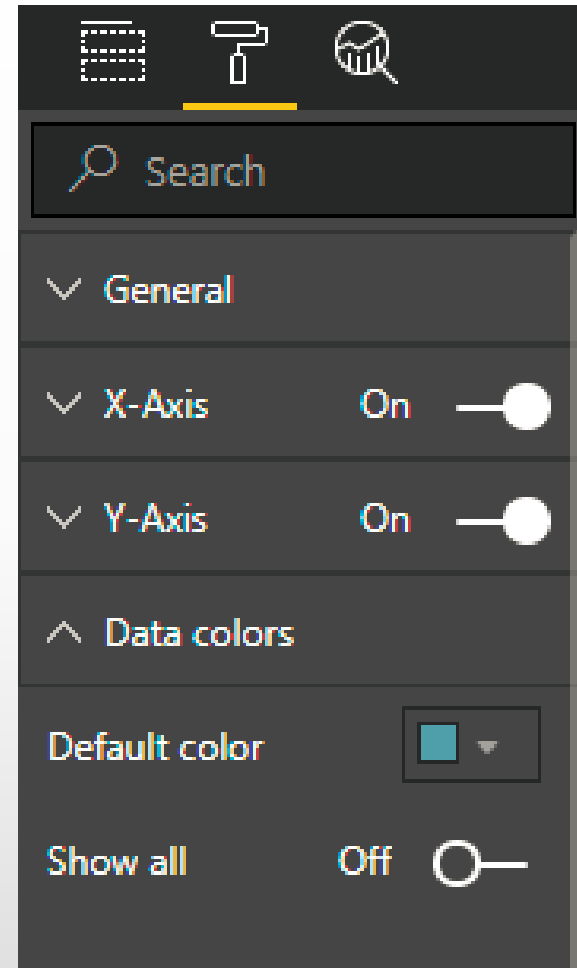 Search
General
X-Axis On
Y-Axis On
Data colors
Default color
Show all Off